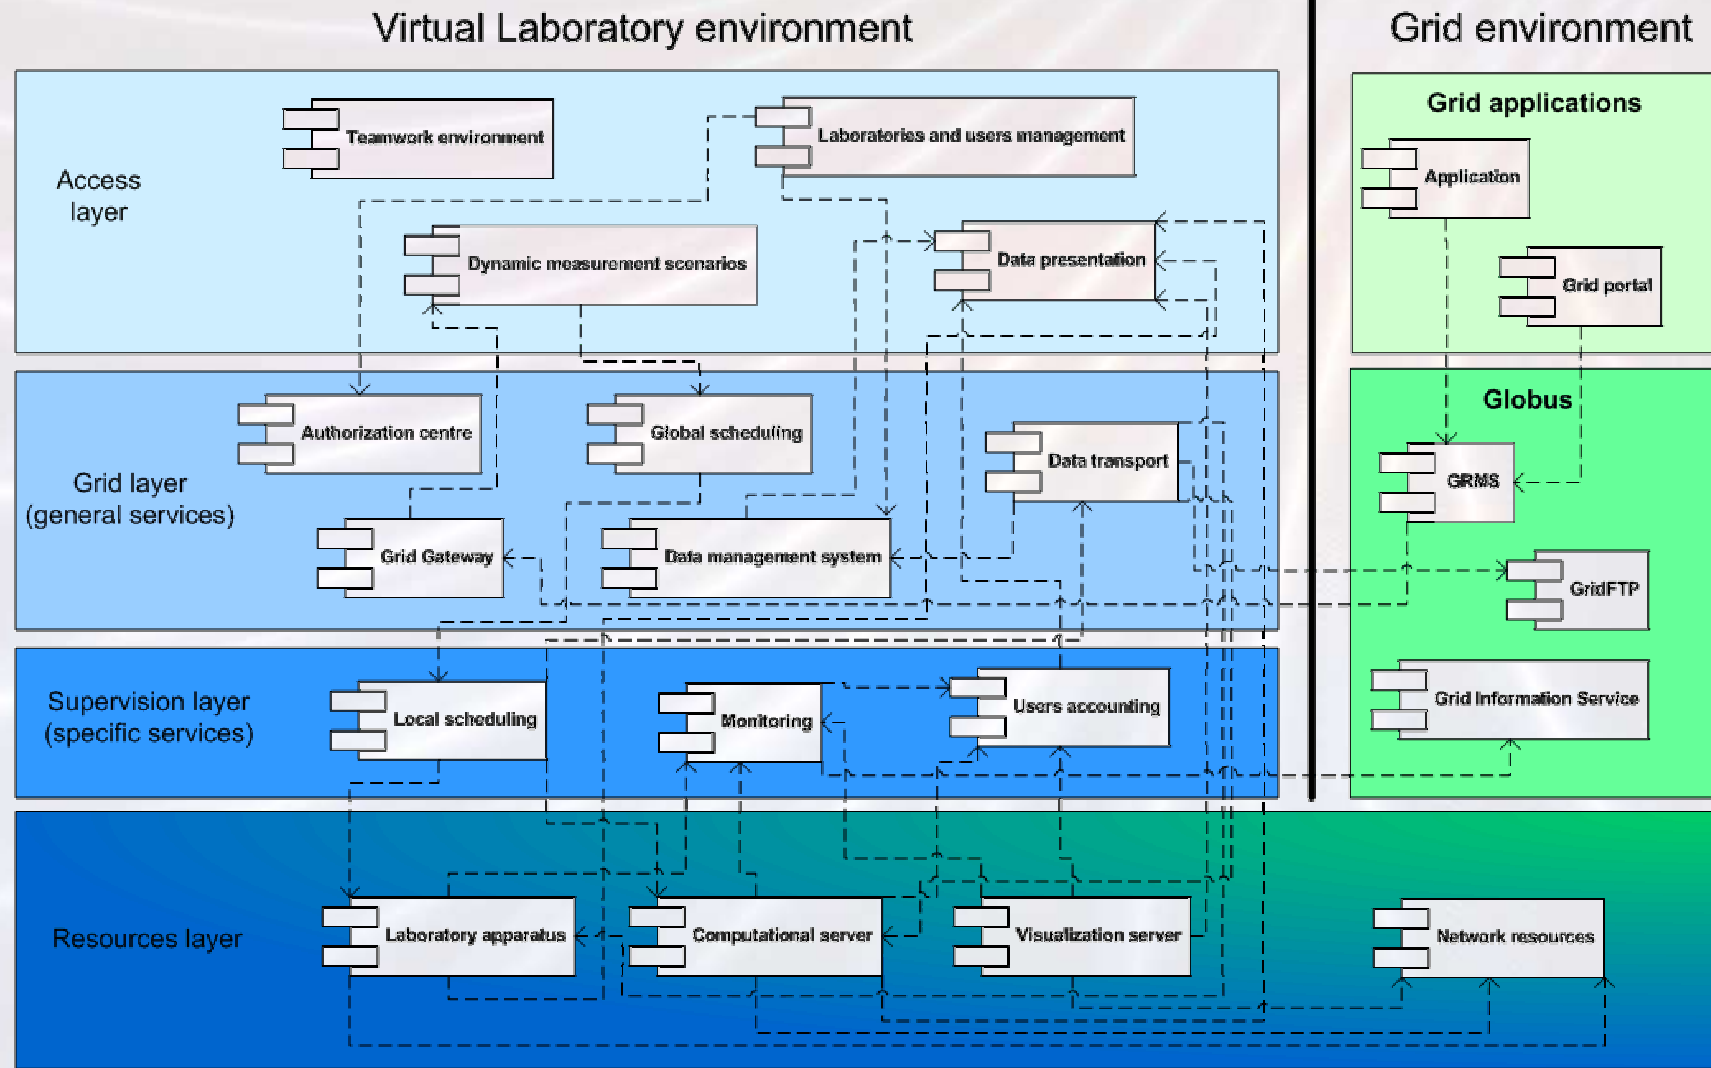 Virtual Laboratory environment
Grid environment
Access
layer
Teamwork environment
Laboratories and users management
Dynamic measurement scenarios
Data presentation
Grid applications
Application
Grid portal
Grid layer
(general services)
Authorization centre
Global scheduling
Data transport
Grid Gateway
Data management system
Globus
GRMS
GridFTP
Grid Information Service
Supervision layer
(specific services)
Local scheduling
Monitoring
Users accounting
Resources layer
Laboratory apparatus
Computational server
Visualization server
Network resources